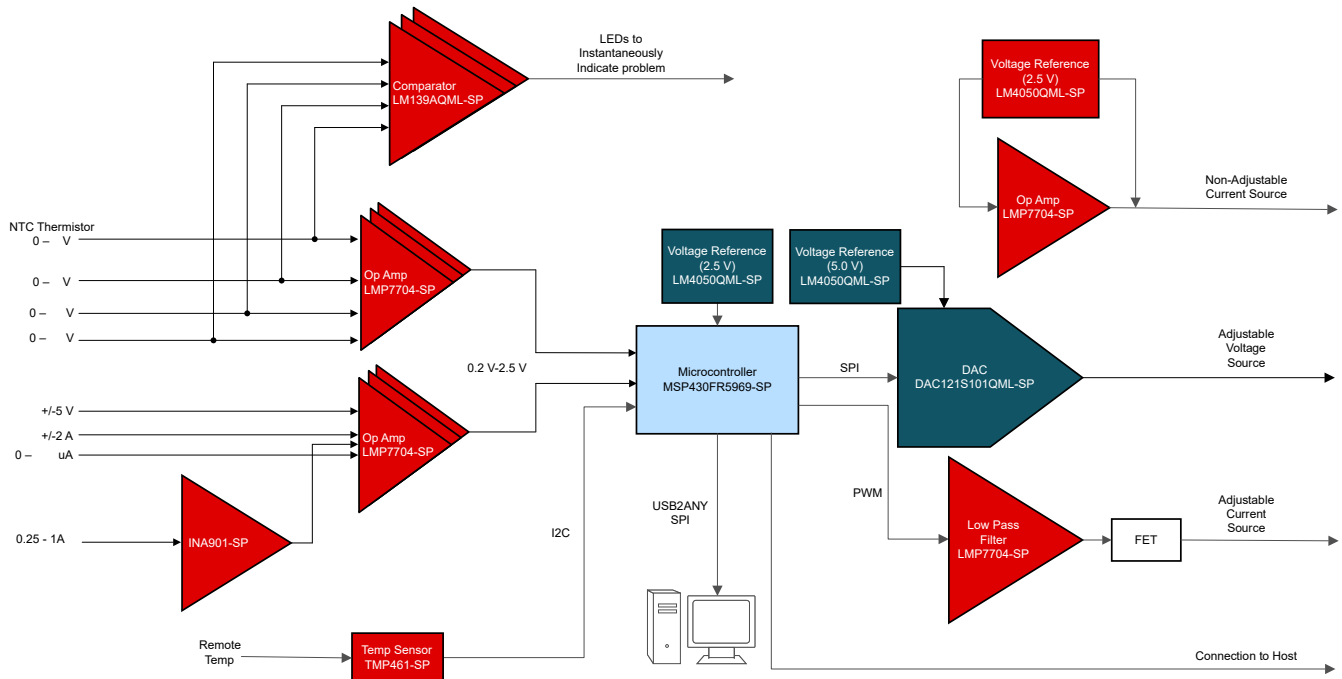 LEDs to
Instantaneously
Indicate problem
Comparator
LM139AQML-SP
Voltage Reference
(2.5 V)
LM4050QML-SP
Op Amp
LMP7704-SP
Non-Adjustable
Current Source
NTC Thermistor
0 – V
0 – V
0 – V
0 – V
Op Amp
LMP7704-SP
Voltage Reference
(2.5 V)
LM4050QML-SP
Voltage Reference
(5.0 V)
LM4050QML-SP
0.2 V-2.5 V
Microcontroller
MSP430FR5969-SP
SPI
DAC
DAC121S101QML-SP
Adjustable
Voltage
Source
+/-5 V
+/-2 A
0 – uA
Op Amp
LMP7704-SP
0.25 - 1A
INA901-SP
I2C
USB2ANY
SPI
PWM
Low Pass
Filter
LMP7704-SP
FET
Adjustable
Current
Source
Remote
Temp
Temp Sensor
TMP461-SP
Connection to Host